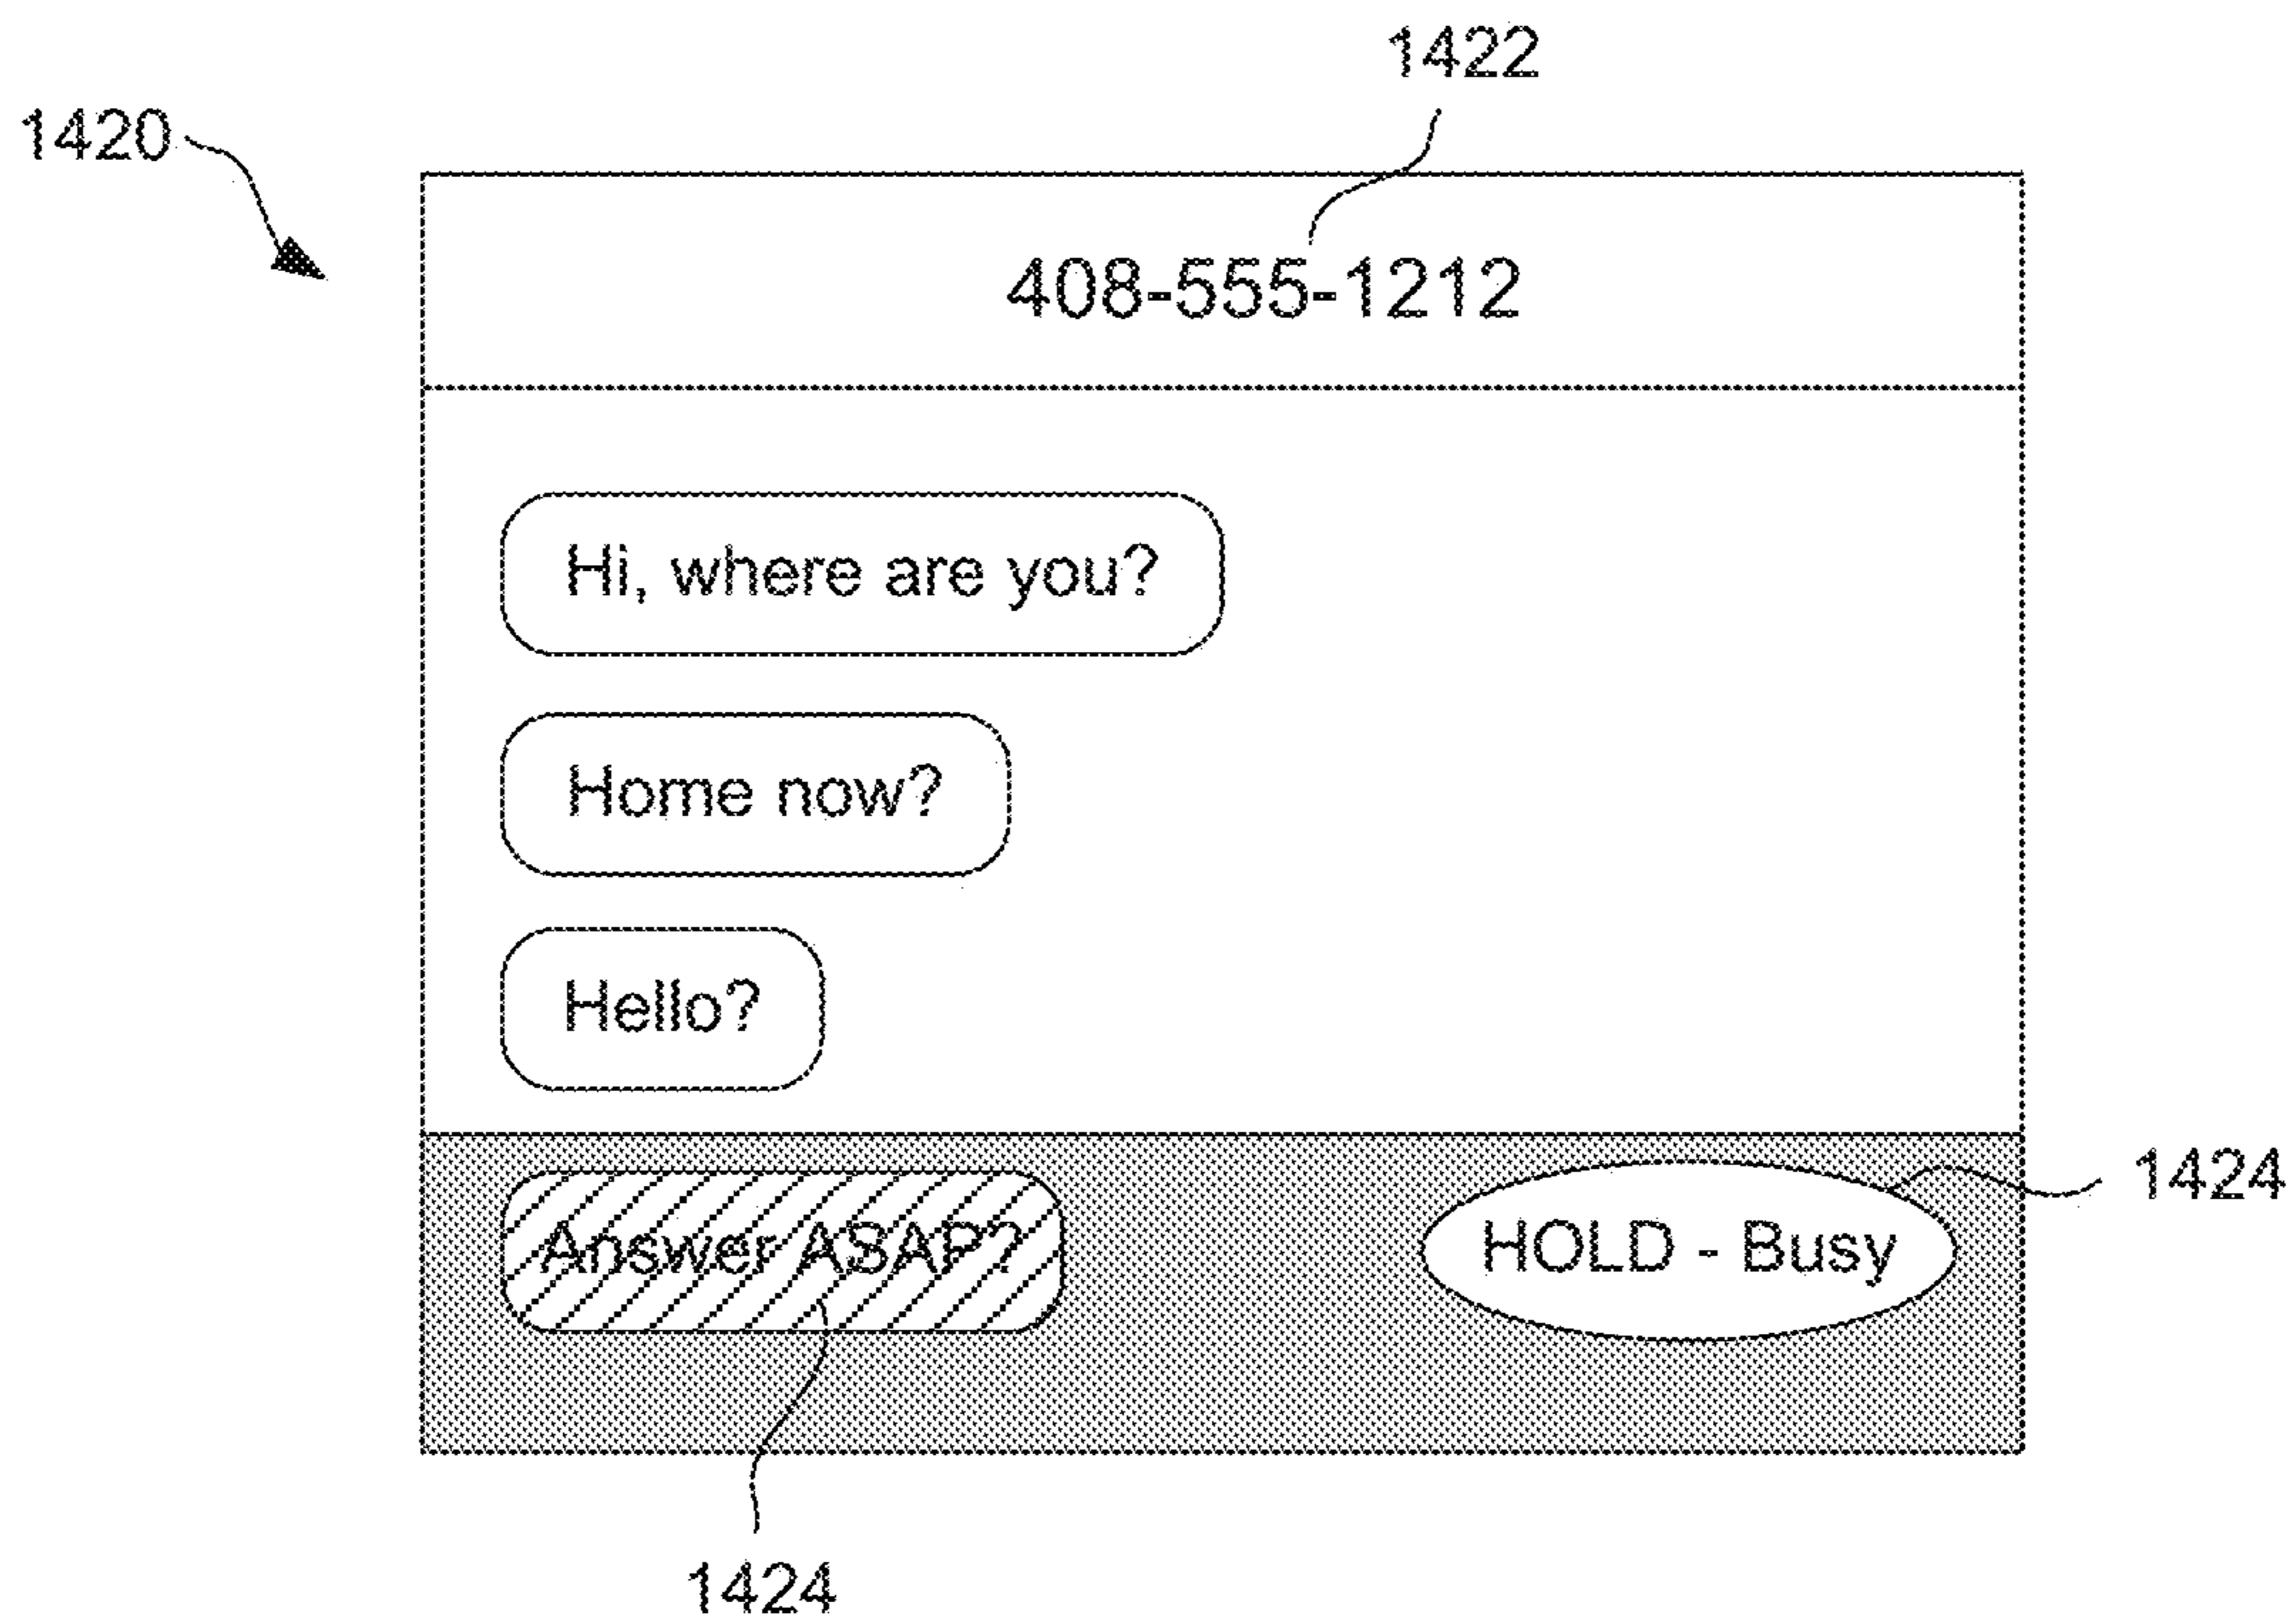 1422
1420
408-555-1212
Hi, where are you?
Home now?
Hello?
1424
Answer ASAP?
HOLD - Busy
1424